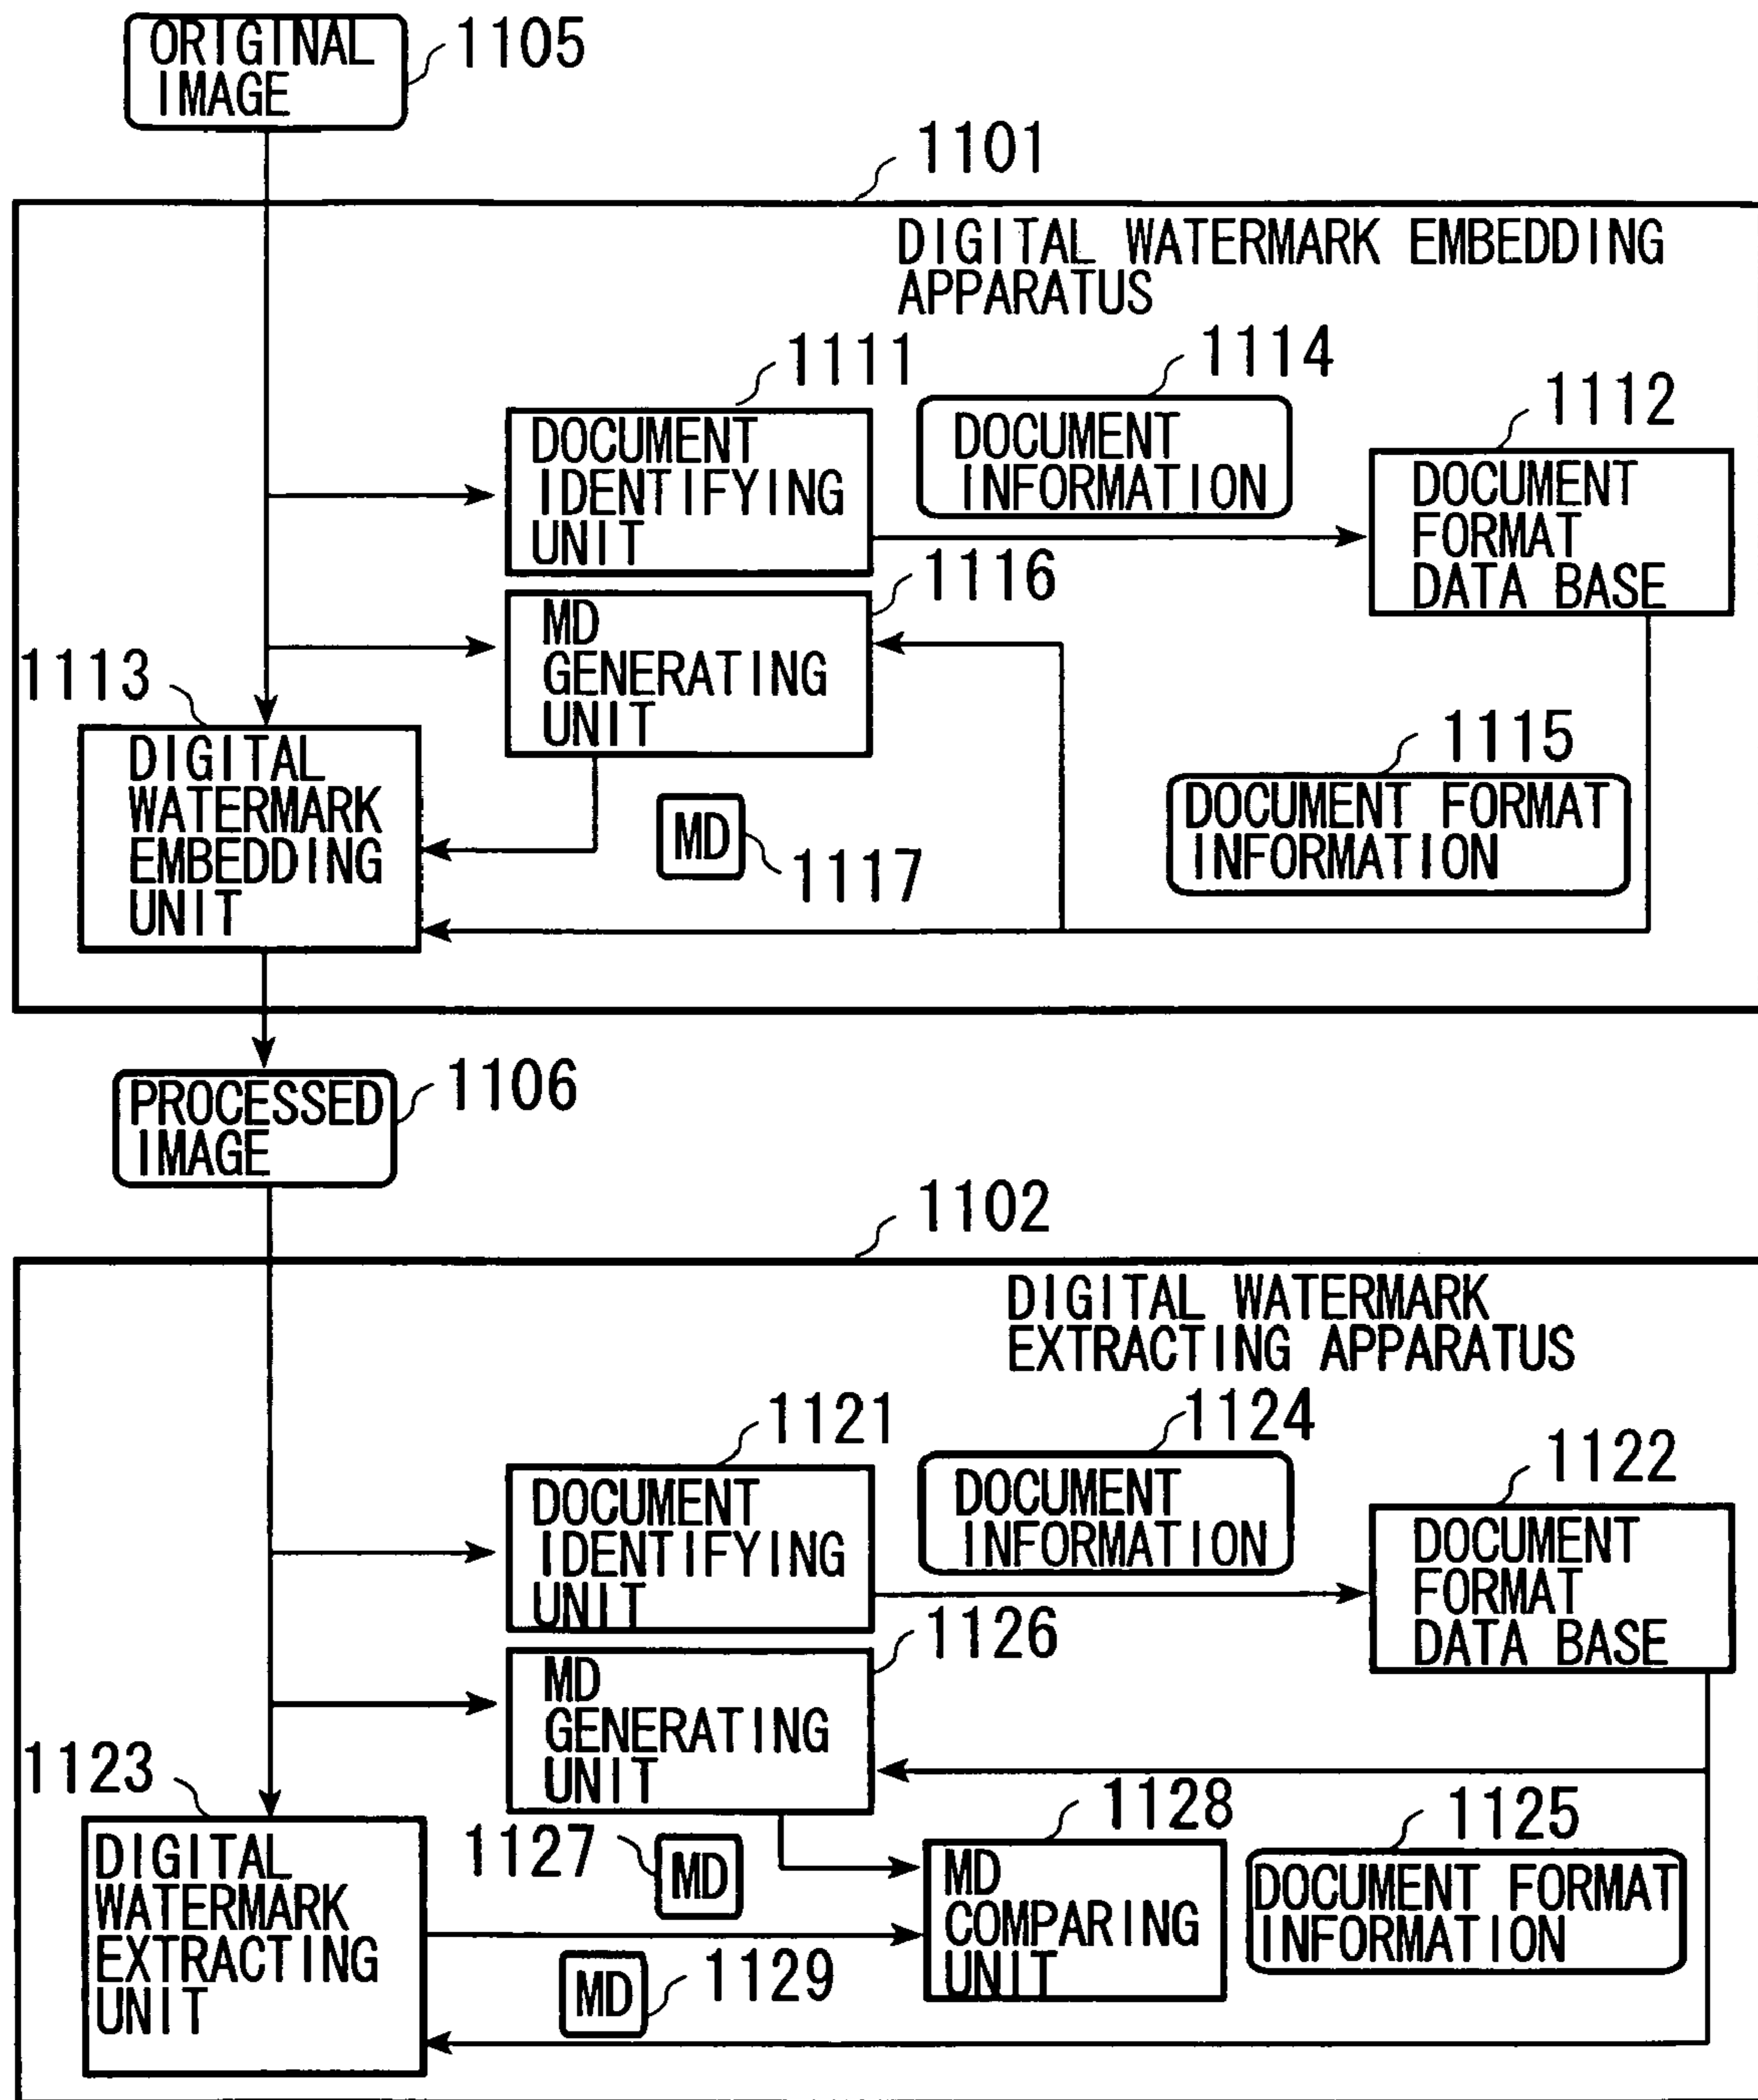 ORIGINAL
IMAGE
1105
1101
DIGITAL WATERMARK EMBEDDING
APPARATUS
1111
1114
1112
DOCUMENT
IDENTIFYING
UNIT
DOCUMENT
INFORMATION
DOCUMENT
FORMAT
DATA BASE
1116
MD
GENERATING
UNIT
1113
DIGITAL
WATERMARK
EMBEDDING
UNIT
MD
1117
1115
DOCUMENT FORMAT
INFORMATION
PROCESSED
IMAGE
1106
1102
DIGITAL WATERMARK
EXTRACTING APPARATUS
1121
1124
1122
DOCUMENT
IDENTIFYING
UNIT
DOCUMENT
INFORMATION
DOCUMENT
FORMAT
DATA BASE
1126
MD
GENERATING
UNIT
1123
DIGITAL
WATERMARK
EXTRACTING
UNIT
1127
MD
1128
MD
COMPARING
UNIT
1125
DOCUMENT FORMAT
INFORMATION
MD
1129